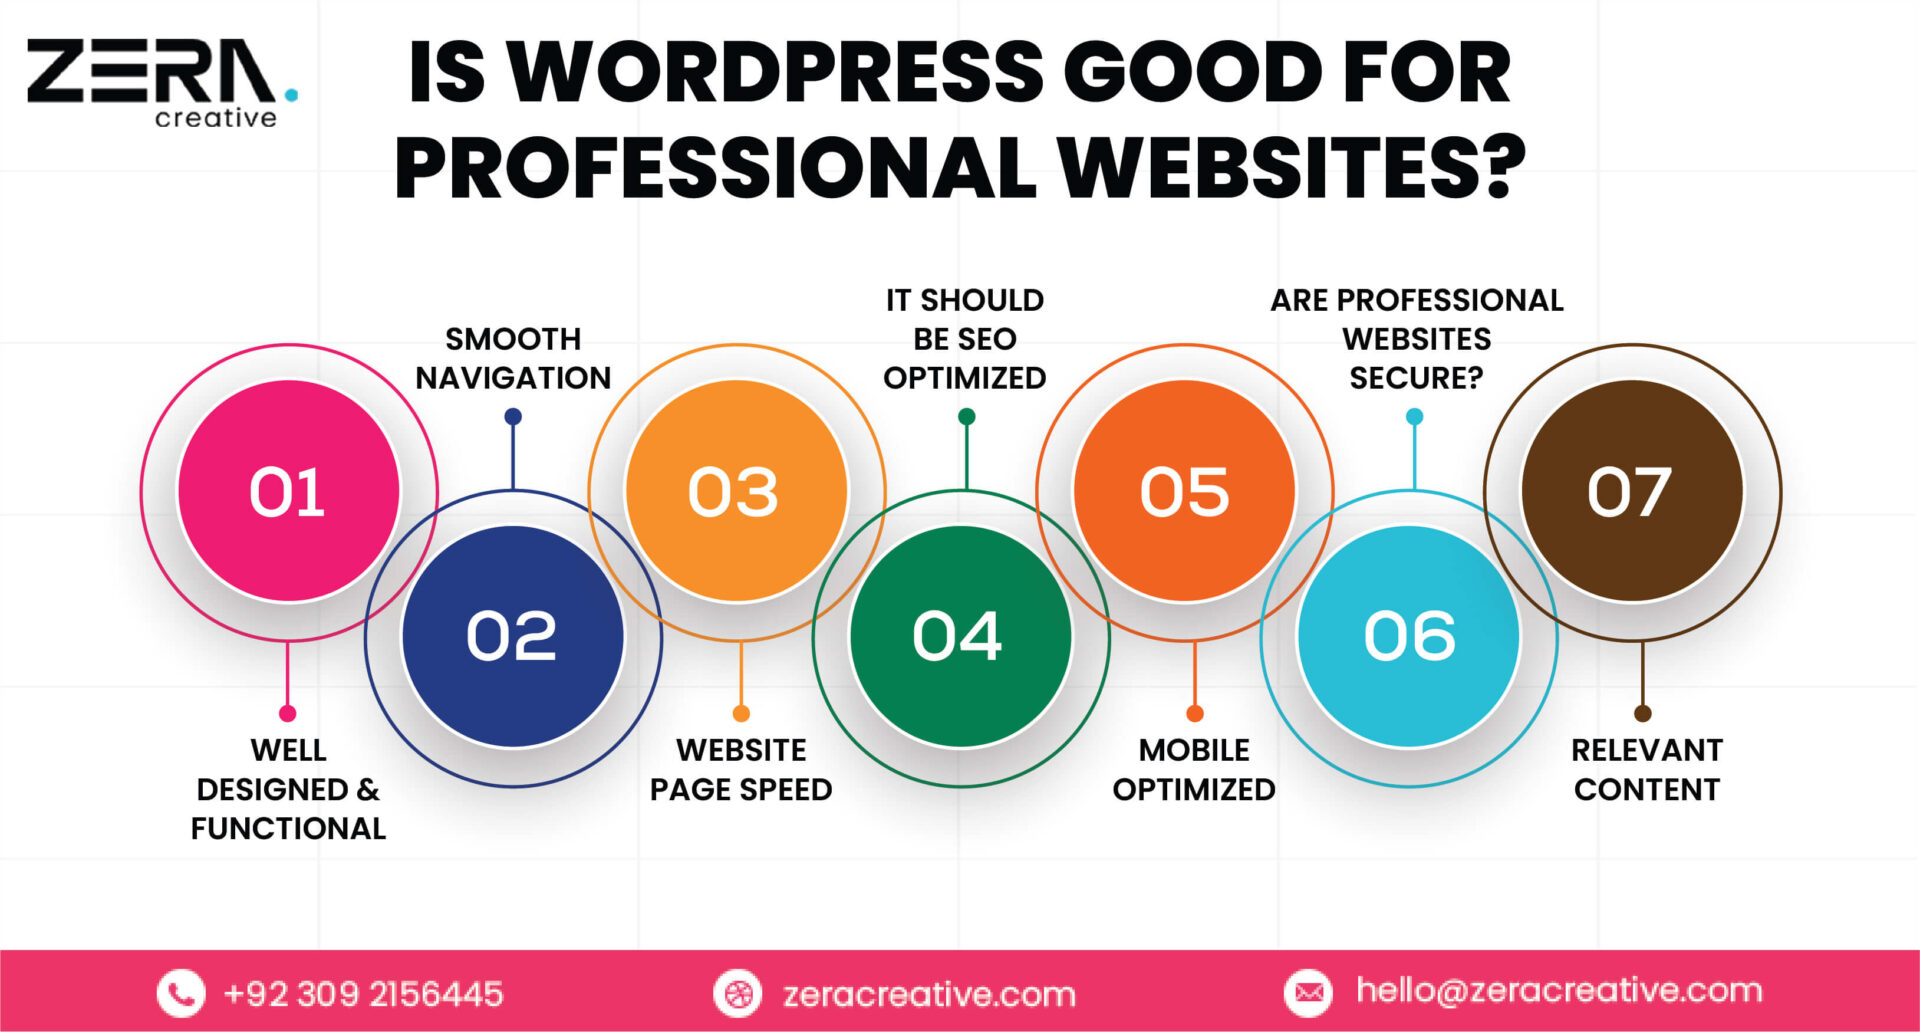 ZERA.
creative
IS WORDPRESS GOOD FOR
PROFESSIONAL WEBSITES?
01
WELL
DESIGNED &
FUNCTIONAL
SMOOTH
NAVIGATION
02
03
WEBSITE
PAGE SPEED
IT SHOULD
BE SEO
OPTIMIZED
04
05
MOBILE
OPTIMIZED
ARE PROFESSIONAL
WEBSITES
SECURE?
06
07
RELEVANT
CONTENT
+92 309 2156445
zeracreative.com
hello@zeracreative.com